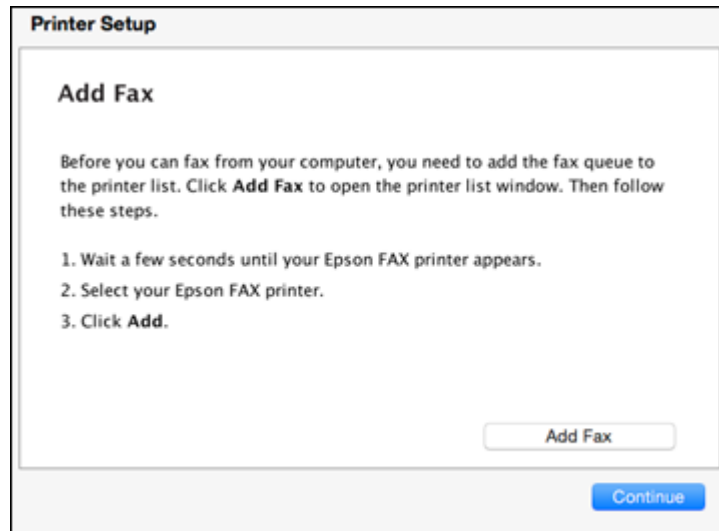 Printer Setup
Add Fax
Before you can fax from your computer, you need to add the fax queue to
the printer list. Click Add Fax to open the printer list window. Then follow
these steps.
1. Wait a few seconds until your Epson FAX printer appears.
2. Select your Epson FAX printer.
3. Click Add.
Add Fax
Continue